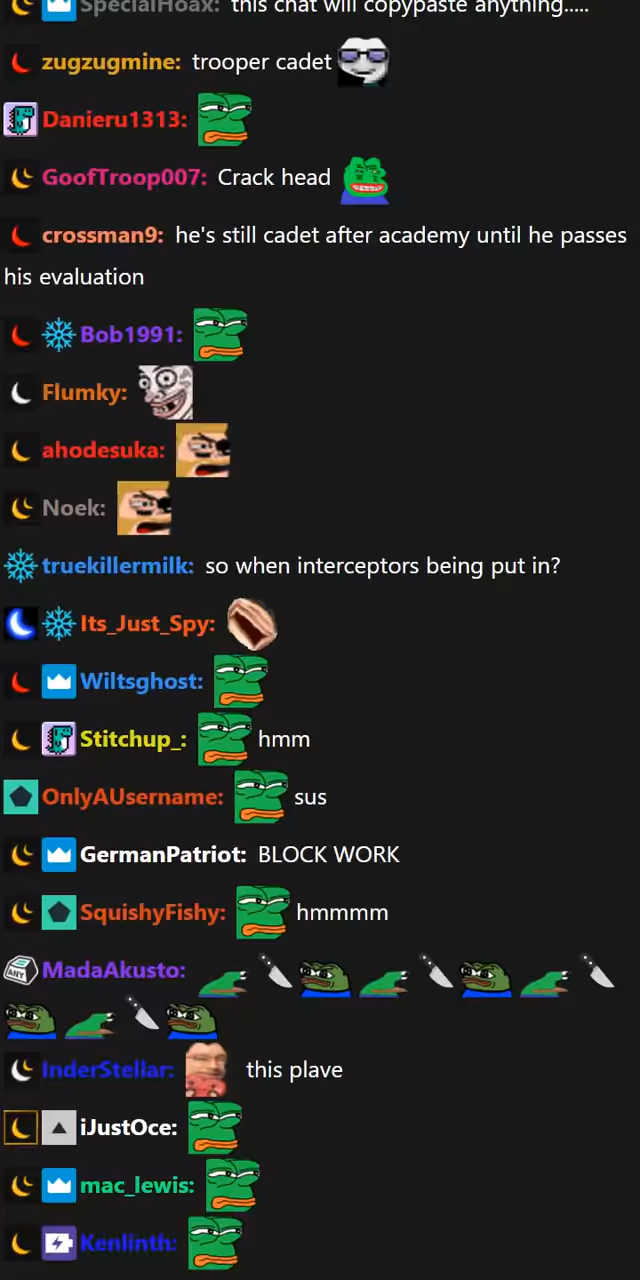 SpecialHoax: this chat will copypaste anything.....
zugzugmine: trooper cadet
Danieru1313:
GoofTroop007: Crack head
crossman9: he's still cadet after academy until he passes
his evaluation
Bob1991:
Flumky:
ahodesuka:
Noek:
truekillermilk: so when interceptors being put in?
Its_Just_Spy:
Wiltsghost:
Stitchup_: hmm
OnlyAUsername: sus
GermanPatriot: BLOCK WORK
SquishyFishy: hmmmm
ANY MadaAkusto:
InderStellar: this plave
iJustOce:
mac_lewis:
Kenlinth: